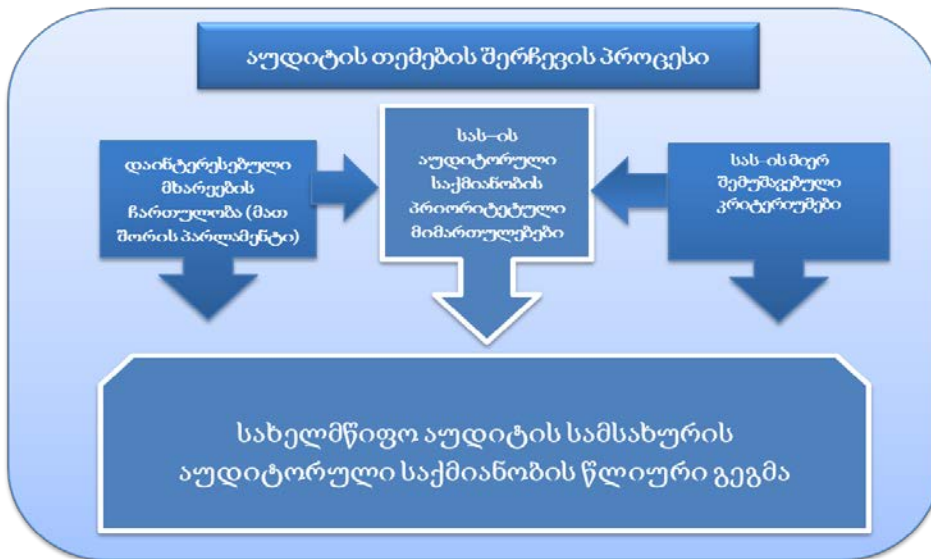 აუდიტის თემების შერჩევის პროცესი
დაინტერესებული
მხარეების
ჩართულობა (მათ
შორის პარლამენტი)
სას–ის
აუდიტორული
საქმიანობის
პრიორიტეტული
მიმართულებები
სას–ის მიერ
შემუშავებული
კრიტერიუმები
სახელმწიფო აუდიტის სამსახურის
აუდიტორული საქმიანობის წლიური გეგმა